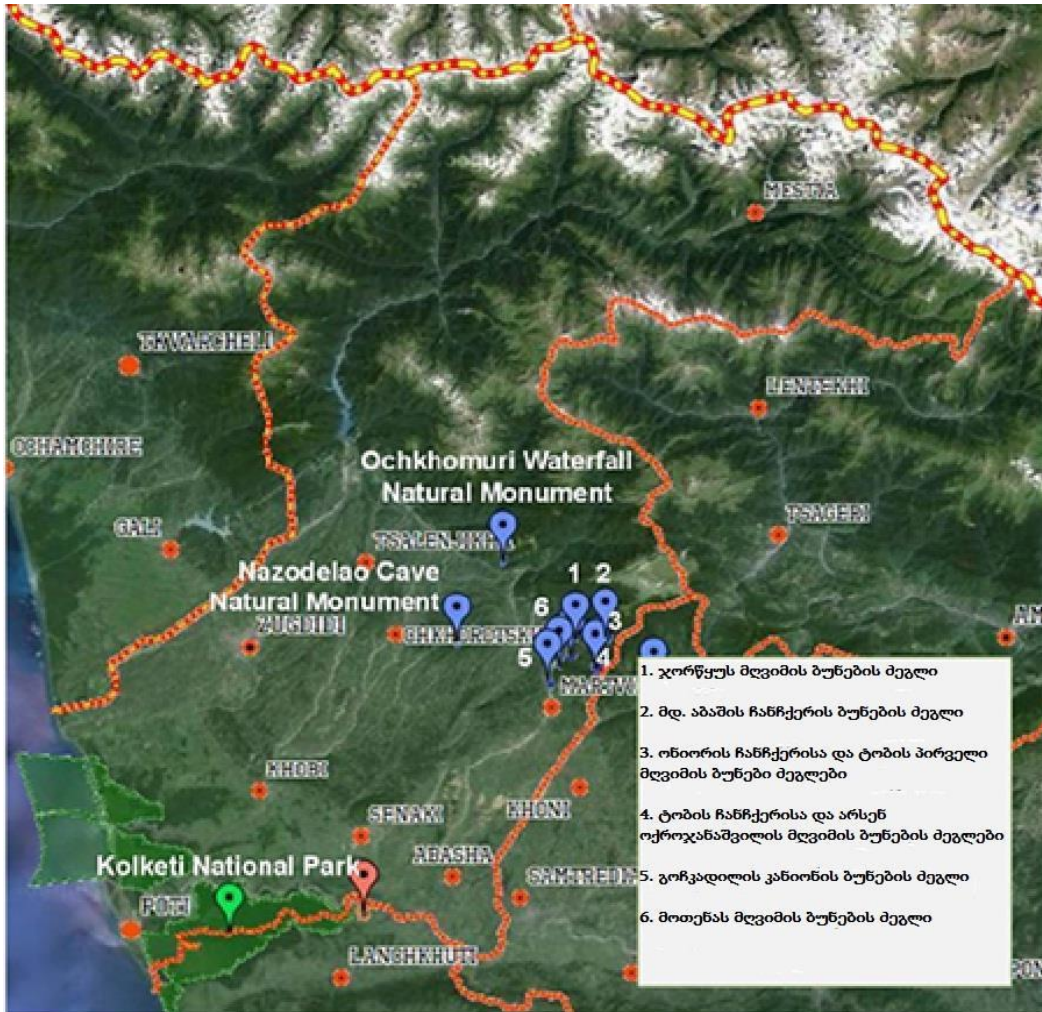 MESTIA
TKVARCHELI
LENTEKHI
OCHAMCHIRE
Ochkhomuri Waterfall
Natural Monument
GALI
TSAGERI
TSALENJIKHA
Nazodelao Cave
Natural Monument
1
2
6
3
ZUGDIDI
CHKHOROTSKU
5
4
MARTVI
KHOBI
KHONI
SENAKI
ABASHA
SAMTREDIA
Kolketi National Park
POTI
LANCHKHUTI
1. ჯორწყუს მღვიმის ბუნების ძეგლი
2. მდ. აბაშის ჩანჩქერის ბუნების ძეგლი
3. ონიორის ჩანჩქერისა და ტობის პირველი
მღვიმის ბუნები ძეგლები
4. ტობის ჩანჩქერისა და არსენ
ოქროჯანაშვილის მღვიმის ბუნების ძეგლები
5. გოჩკადილის კანიონის ბუნების ძეგლი
6. მოთენას მღვიმის ბუნების ძეგლი